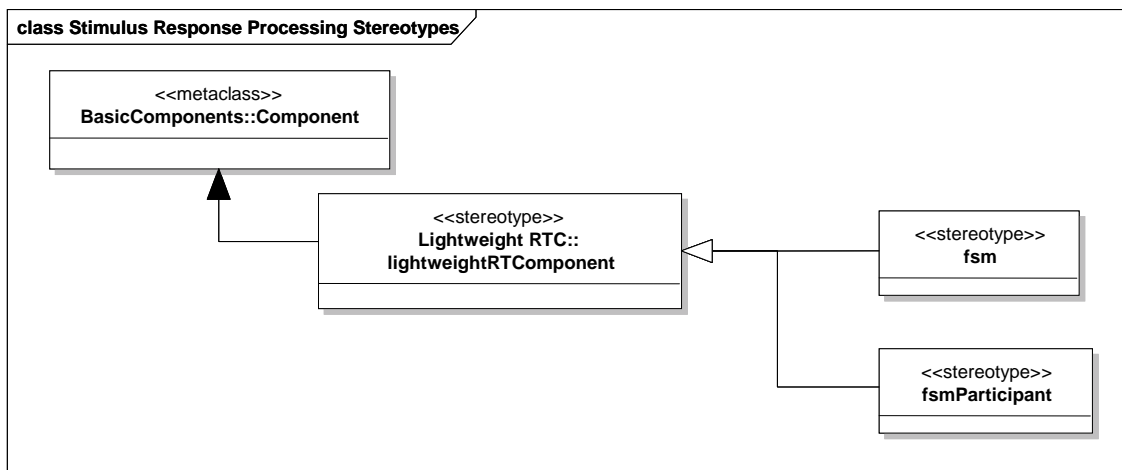 class Stimulus Response Processing Stereotypes
<<metaclass>>
BasicComponents::Component
<<stereotype>>
Lightweight RTC::
lightweightRTComponent
<<stereotype>>
fsm
<<stereotype>>
fsmParticipant